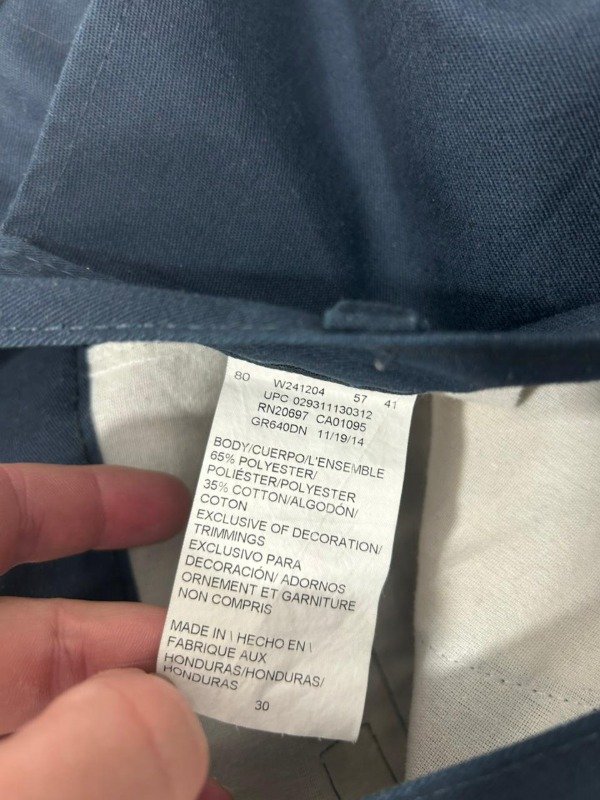 80 W241204 57 41
UPC 029311130312
RN20697 CA01095
GR640DN 11/19/14
BODY/CUERPO/L'ENSEMBLE
65% POLYESTER/
POLIÉSTER/POLYESTER
35% COTTON/ALGODÓN/
COTON
EXCLUSIVE OF DECORATION/
TRIMMINGS
EXCLUSIVO PARA
DECORACIÓN/ ADORNOS
ORNEMENT ET GARNITURE
NON COMPRIS
MADE IN \ HECHO EN \
FABRIQUE AUX
HONDURAS/HONDURAS/
HONDURAS
30